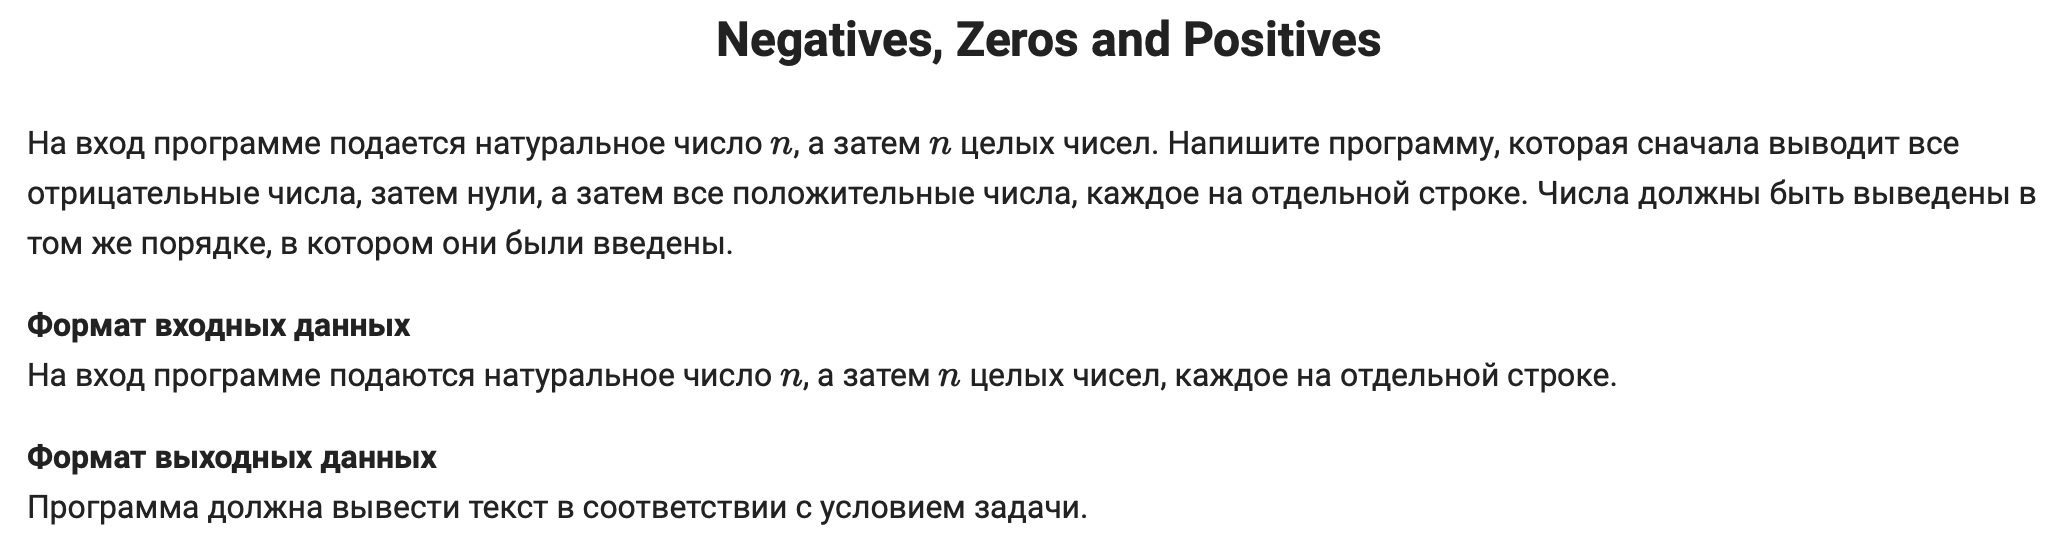 Negatives, Zeros and Positives
На вход программе подается натуральное число n, а затем n целых чисел. Напишите программу, которая сначала выводит все
отрицательные числа, затем нули, а затем все положительные числа, каждое на отдельной строке. Числа должны быть выведены в
том же порядке, в котором они были введены.
Формат входных данных
На вход программе подаются натуральное число n, а затем n целых чисел, каждое на отдельной строке.
Формат выходных данных
Программа должна вывести текст в соответствии с условием задачи.